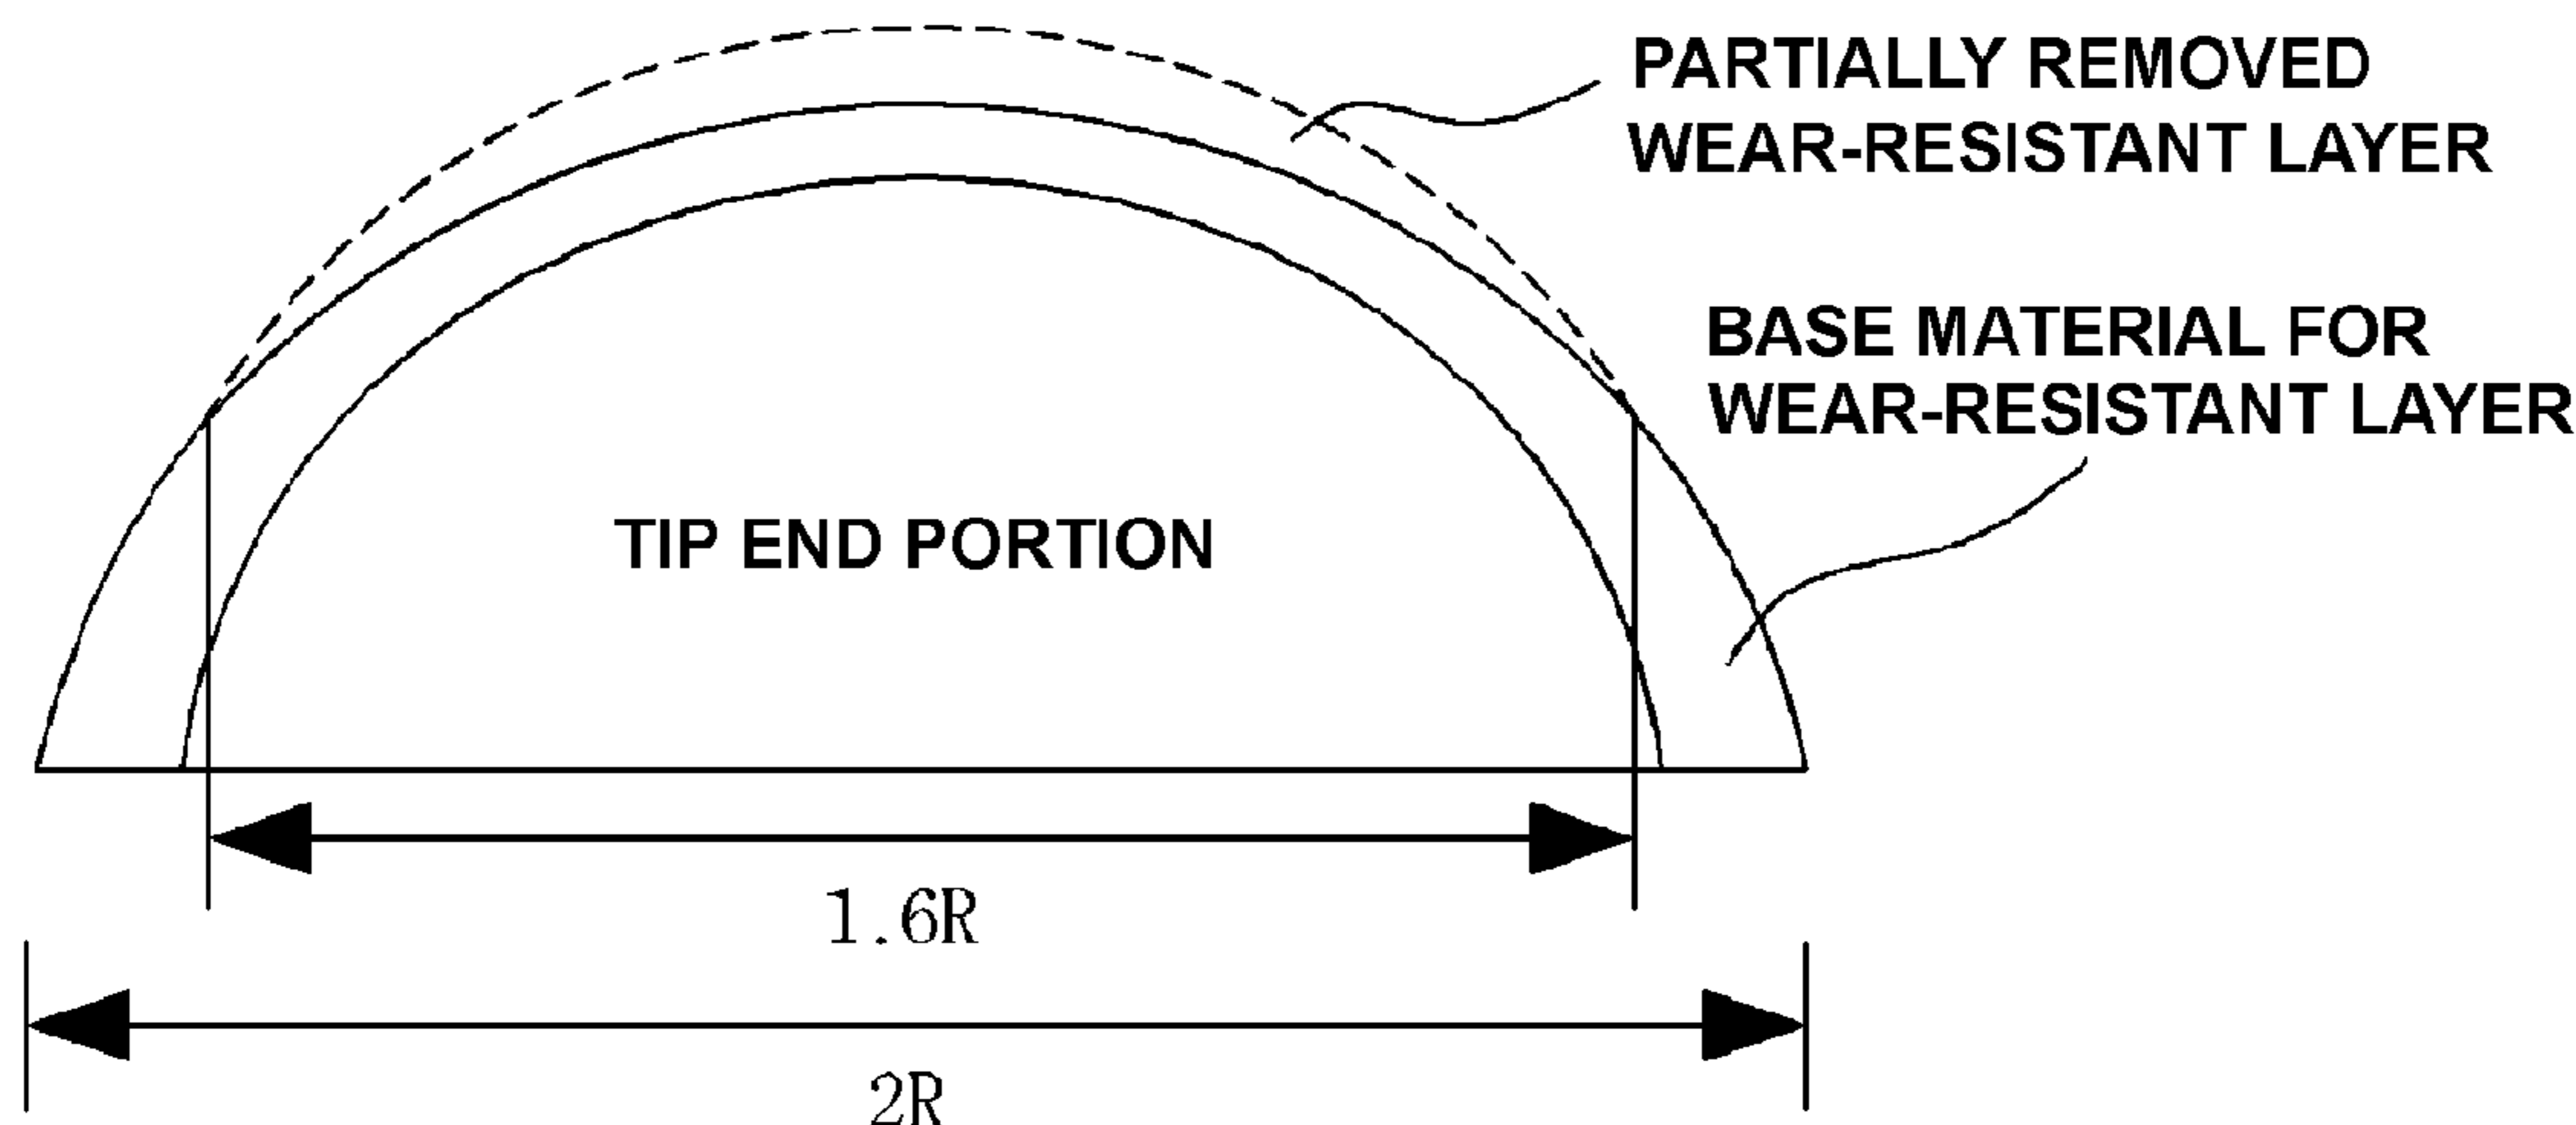 PARTIALLY REMOVED
WEAR-RESISTANT LAYER
BASE MATERIAL FOR
WEAR-RESISTANT LAYER
TIP END PORTION
1.6R
2R